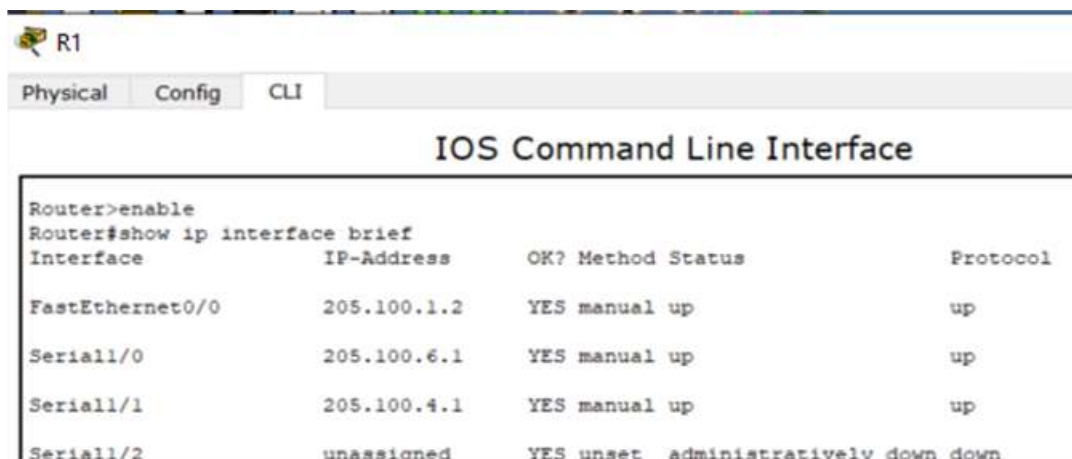 R1
Physical Config CLI
IOS Command Line Interface
Router>enable
Router#show ip interface brief
Interface IP-Address OK? Method Status Protocol
FastEthernet0/0 205.100.1.2 YES manual up up
Serial1/0 205.100.6.1 YES manual up up
Serial1/1 205.100.4.1 YES manual up up
Serial1/2 unassigned YES unset administratively down down